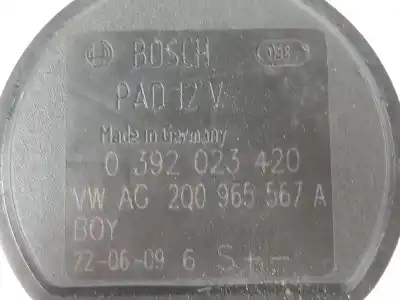 BOSCH
PAD 12 V
Made in Germany
0 392 023 420
VW AG 2Q0 965 567 A
BOY
22-06-09 6 S+-